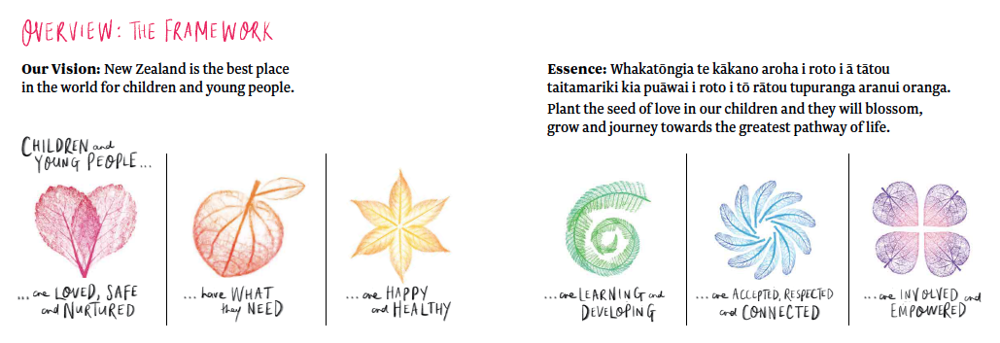 OVERVIEW: THE FRAMEWORK
Our Vision: New Zealand is the best place
in the world for children and young people.
Essence: Whakatōngia te kākano aroha i roto i ā tātou
taitamariki kia puāwai i roto i tō rātou tupuranga aranui oranga.
Plant the seed of love in our children and they will blossom,
grow and journey towards the greatest pathway of life.
CHILDREN and
YOUNG PEOPLE...
...are LOVED, SAFE
and NURTURED
...have WHAT
they NEED
...are HAPPY
and HEALTHY
...are LEARNING and
DEVELOPING
...are ACCEPTED, RESPECTED
and CONNECTED
...are INVOLVED and
EMPOWERED